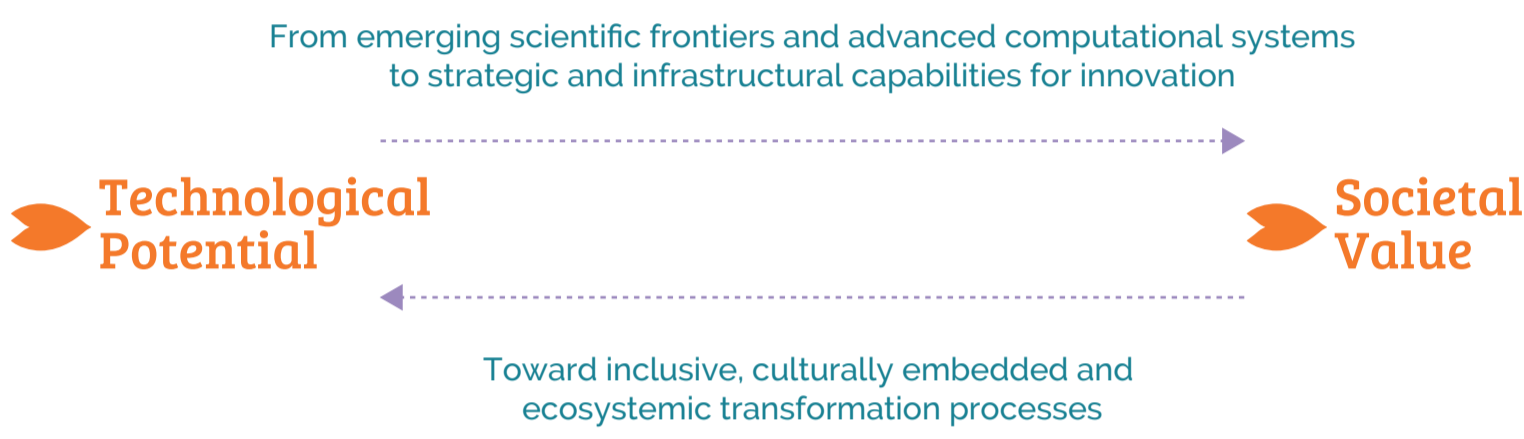 From emerging scientific frontiers and advanced computational systems
to strategic and infrastructural capabilities for innovation
Technological
Potential
Societal
Value
Toward inclusive, culturally embedded and
ecosystemic transformation processes